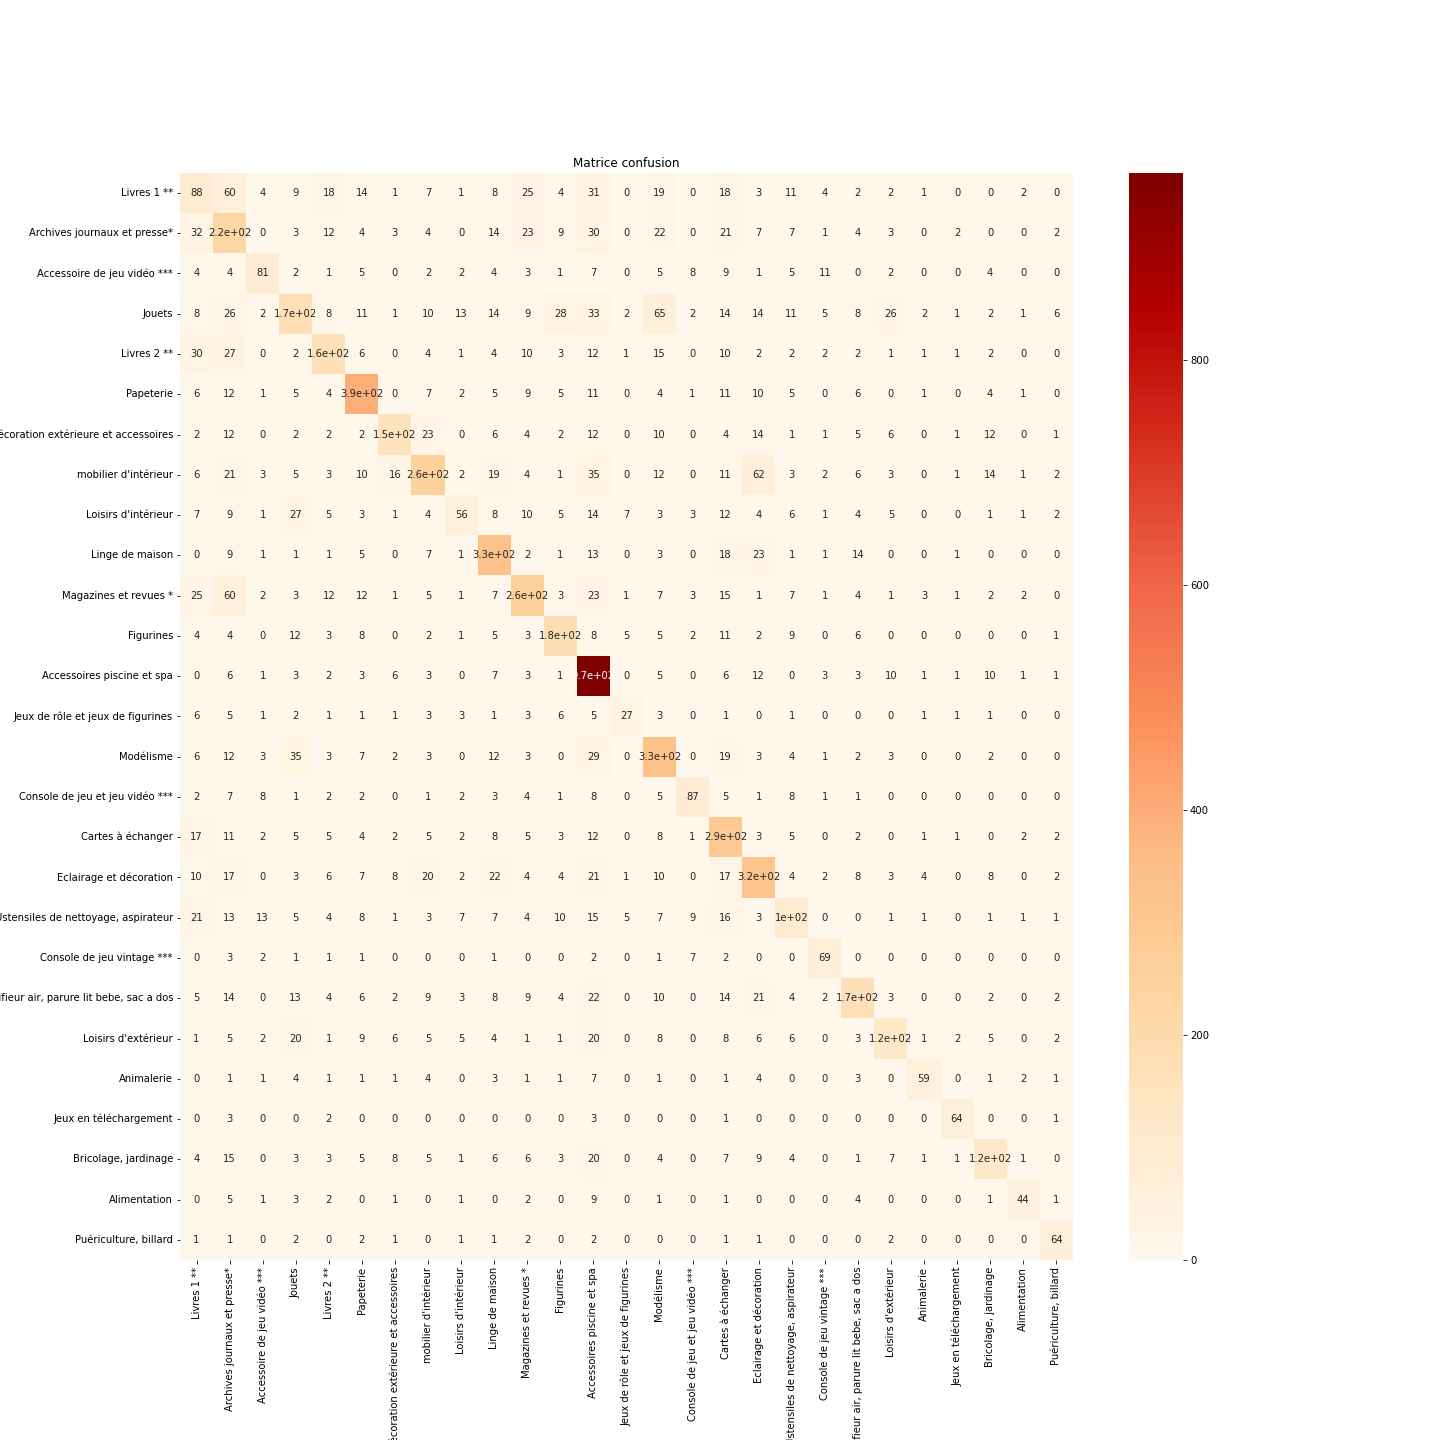 Matrice confusion
Livres 1 ** 88 60 4 9 18 14 1 7 1 8 25 4 31 0 19 0 18 3 11 4 2 2 1 0 0 2 0
Archives journaux et presse* 32 2.2e+02 0 3 12 4 3 4 0 14 23 9 30 0 22 0 21 7 7 1 4 3 0 2 0 0 2
Accessoire de jeu vidéo *** 4 4 81 2 1 5 0 2 2 4 3 1 7 0 5 8 9 1 5 11 0 2 0 0 4 0 0
Jouets 8 26 2 1.7e+02 8 11 1 10 13 14 9 28 33 2 65 2 14 14 11 5 8 26 2 1 2 1 6
Livres 2 ** 30 27 0 2 1.6e+02 6 0 4 1 4 10 3 12 1 15 0 10 2 2 2 2 1 1 1 2 0 0
Papeterie 6 12 1 5 4 3.9e+02 0 7 2 5 9 5 11 0 4 1 11 10 5 0 6 0 1 0 4 1 0
écoration extérieure et accessoires 2 12 0 2 2 2 1.5e+02 23 0 6 4 2 12 0 10 0 4 14 1 1 5 6 0 1 12 0 1
mobilier d'intérieur 6 21 3 5 3 10 16 2.6e+02 2 19 4 1 35 0 12 0 11 62 3 2 6 3 0 1 14 1 2
Loisirs d'intérieur 7 9 1 27 5 3 1 4 56 8 10 5 14 7 3 3 12 4 6 1 4 5 0 0 1 1 2
Linge de maison 0 9 1 1 1 5 0 7 1 3.3e+02 2 1 13 0 3 0 18 23 1 1 14 0 0 1 0 0 0
Magazines et revues * 25 60 2 3 12 12 1 5 1 7 2.6e+02 3 23 1 7 3 15 1 7 1 4 1 3 1 2 2 0
Figurines 4 4 0 12 3 8 0 2 1 5 3 1.8e+02 8 5 5 2 11 2 9 0 6 0 0 0 0 0 1
Accessoires piscine et spa 0 6 1 3 2 3 6 3 0 7 3 1 .7e+02 0 5 0 6 12 0 3 3 10 1 1 10 1 1
Jeux de rôle et jeux de figurines 6 5 1 2 1 1 1 3 3 1 3 6 5 27 3 0 1 0 1 0 0 0 1 1 1 0 0
Modélisme 6 12 3 35 3 7 2 3 0 12 3 0 29 0 3.3e+02 0 19 3 4 1 2 3 0 0 2 0 0
Console de jeu et jeu vidéo *** 2 7 8 1 2 2 0 1 2 3 4 1 8 0 5 87 5 1 8 1 1 0 0 0 0 0 0
Cartes à échanger 17 11 2 5 5 4 2 5 2 8 5 3 12 0 8 1 2.9e+02 3 5 0 2 0 1 1 0 2 2
Eclairage et décoration 10 17 0 3 6 7 8 20 2 22 4 4 21 1 10 0 17 3.2e+02 4 2 8 3 4 0 8 0 2
Ustensiles de nettoyage, aspirateur 21 13 13 5 4 8 1 3 7 7 4 10 15 5 7 9 16 3 1e+02 0 0 1 1 0 1 1 1
Console de jeu vintage *** 0 3 2 1 1 1 0 0 0 1 0 0 2 0 1 7 2 0 0 69 0 0 0 0 0 0 0
ifieur air, parure lit bebe, sac a dos 5 14 0 13 4 6 2 9 3 8 9 4 22 0 10 0 14 21 4 2 1.7e+02 3 0 0 2 0 2
Loisirs d'extérieur 1 5 2 20 1 9 6 5 5 4 1 1 20 0 8 0 8 6 6 0 3 1.2e+02 1 2 5 0 2
Animalerie 0 1 1 4 1 1 1 4 0 3 1 1 7 0 1 0 1 4 0 0 3 0 59 0 1 2 1
Jeux en téléchargement 0 3 0 0 2 0 0 0 0 0 0 0 3 0 0 0 1 0 0 0 0 0 0 64 0 0 1
Bricolage, jardinage 4 15 0 3 3 5 8 5 1 6 6 3 20 0 4 0 7 9 4 0 1 7 1 1 1.2e+02 1 0
Alimentation 0 5 1 3 2 0 1 0 1 0 2 0 9 0 1 0 1 0 0 0 4 0 0 0 1 44 1
Puériculture, billard 1 1 0 2 0 2 1 0 1 1 2 0 2 0 0 0 1 1 0 0 0 2 0 0 0 0 64
Livres 1 **
Archives journaux et presse*
Accessoire de jeu vidéo ***
Jouets
Livres 2 **
Papeterie
écoration extérieure et accessoires
mobilier d'intérieur
Loisirs d'intérieur
Linge de maison
Magazines et revues *
Figurines
Accessoires piscine et spa
Jeux de rôle et jeux de figurines
Modélisme
Console de jeu et jeu vidéo ***
Cartes à échanger
Eclairage et décoration
Ustensiles de nettoyage, aspirateur
Console de jeu vintage ***
fieur air, parure lit bebe, sac a dos
Loisirs d'extérieur
Animalerie
Jeux en téléchargement
Bricolage, jardinage
Alimentation
Puériculture, billard
800
600
400
200
0